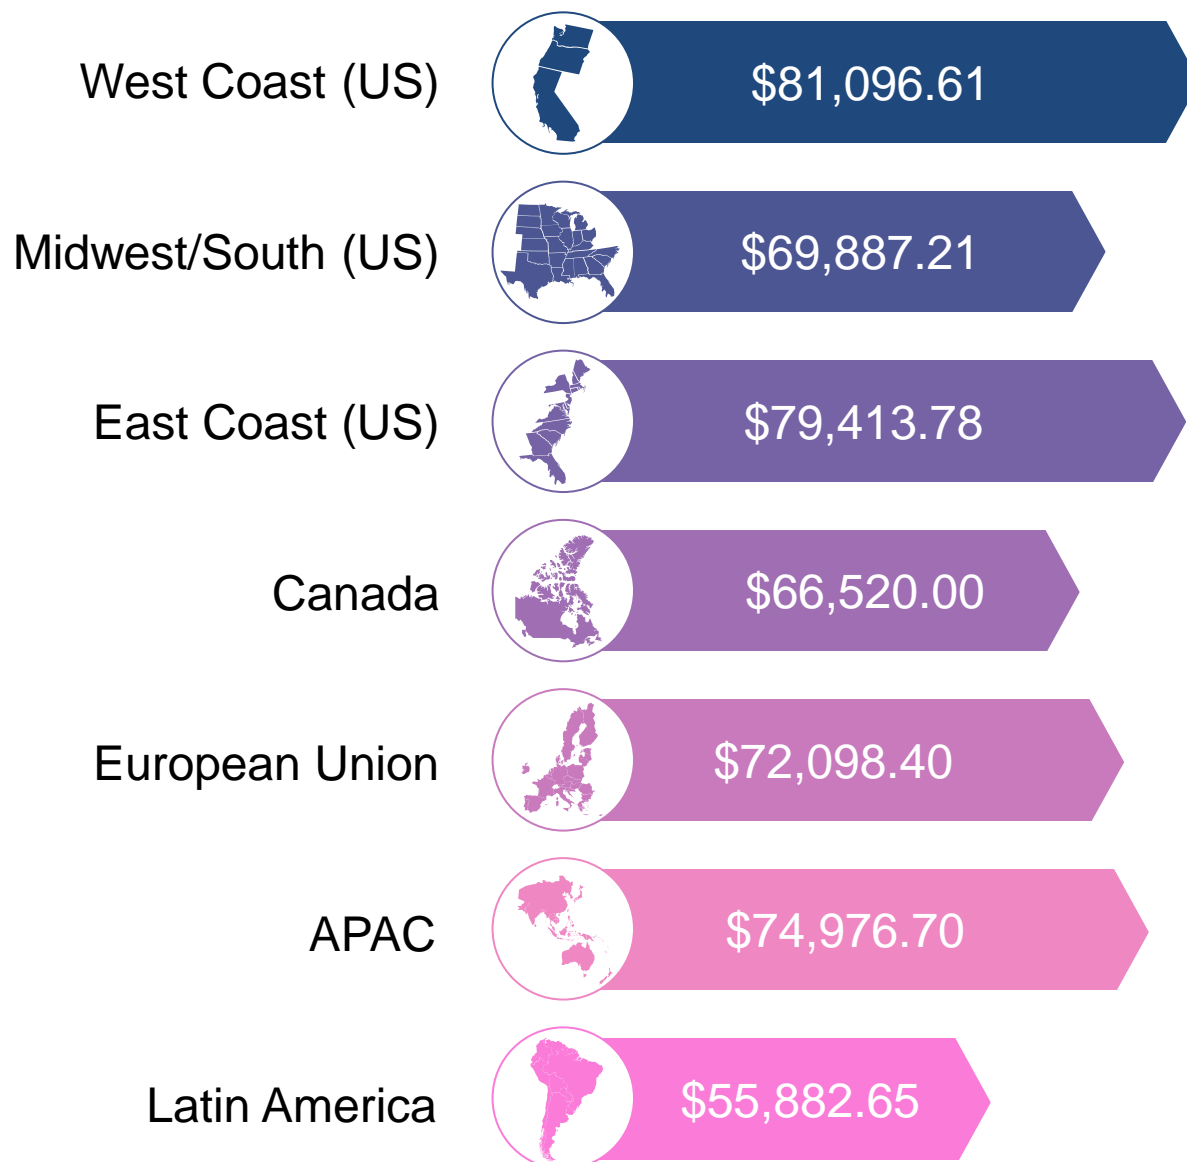 West Coast (US) $81,096.61
Midwest/South (US) $69,887.21
East Coast (US) $79,413.78
Canada $66,520.00
European Union $72,098.40
APAC $74,976.70
Latin America $55,882.65